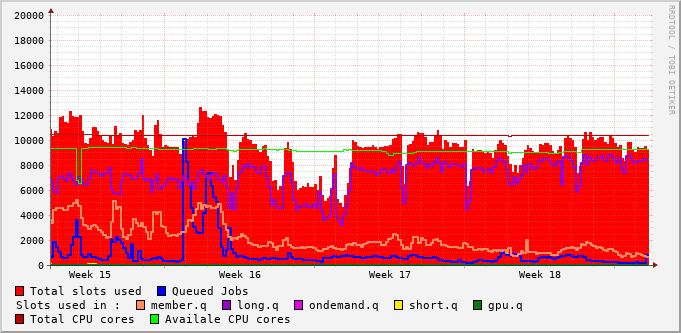 20000
18000
16000
14000
12000
10000
8000
6000
4000
2000
0
Week 15 Week 16 Week 17 Week 18
Total slots used Queued Jobs
Slots used in : member.q long.q ondemand.q short.q gpu.q
Total CPU cores Availale CPU cores
RRDTOOL / TOBI OETIKER